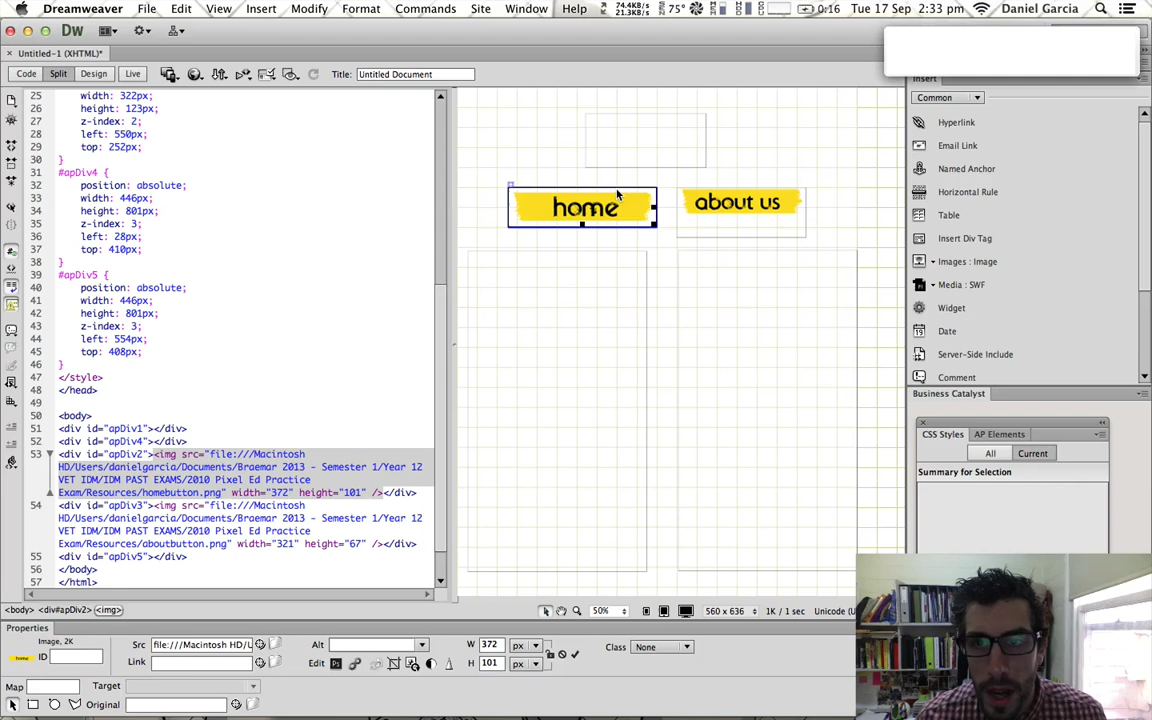 Dreamweaver File Edit View Insert Modify Format Commands Site Window Help 74.4KB/s 21.3KB/s 75° 0:16 Tue 17 Sep 2:33 pm Daniel Garcia
Dw
Untitled-1 (XHTML)*
Code Split Design Live Title: Untitled Document
25 width: 322px;
26 height: 123px;
27 z-index: 2;
28 left: 550px;
29 top: 252px;
30 }
31 #apDiv4 {
32 position: absolute;
33 width: 446px;
34 height: 801px;
35 z-index: 3;
36 left: 28px;
37 top: 410px;
38 }
39 #apDiv5 {
40 position: absolute;
41 width: 446px;
42 height: 801px;
43 z-index: 3;
44 left: 554px;
45 top: 408px;
46 }
47 </style>
48 </head>
49
50 <body>
51 <div id="apDiv1"></div>
52 <div id="apDiv4"></div>
53 <div id="apDiv2"><img src="file:///Macintosh
HD/Users/danielgarcia/Documents/Braemar 2013 - Semester 1/Year 12
VET IDM/IDM PAST EXAMS/2010 Pixel Ed Practice
Exam/Resources/homebutton.png" width="372" height="101" /></div>
54 <div id="apDiv3"><img src="file:///Macintosh
HD/Users/danielgarcia/Documents/Braemar 2013 - Semester 1/Year 12
VET IDM/IDM PAST EXAMS/2010 Pixel Ed Practice
Exam/Resources/aboutbutton.png" width="321" height="67" /></div>
55 <div id="apDiv5"></div>
56 </body>
57 </html>
home
about us
Insert
Common
Hyperlink
Email Link
Named Anchor
Horizontal Rule
Table
Insert Div Tag
Images : Image
Media : SWF
Widget
Date
Server-Side Include
Comment
Business Catalyst
CSS Styles AP Elements
All Current
Summary for Selection
<body> <div#apDiv2> <img>
50% 560 x 636 1K / 1 sec Unicode (U
Properties
Image, 2K
ID
Src file:///Macintosh HD/U
Link
Alt
Edit Ps
W 372 px
H 101 px
Class None
Map
Target
Original